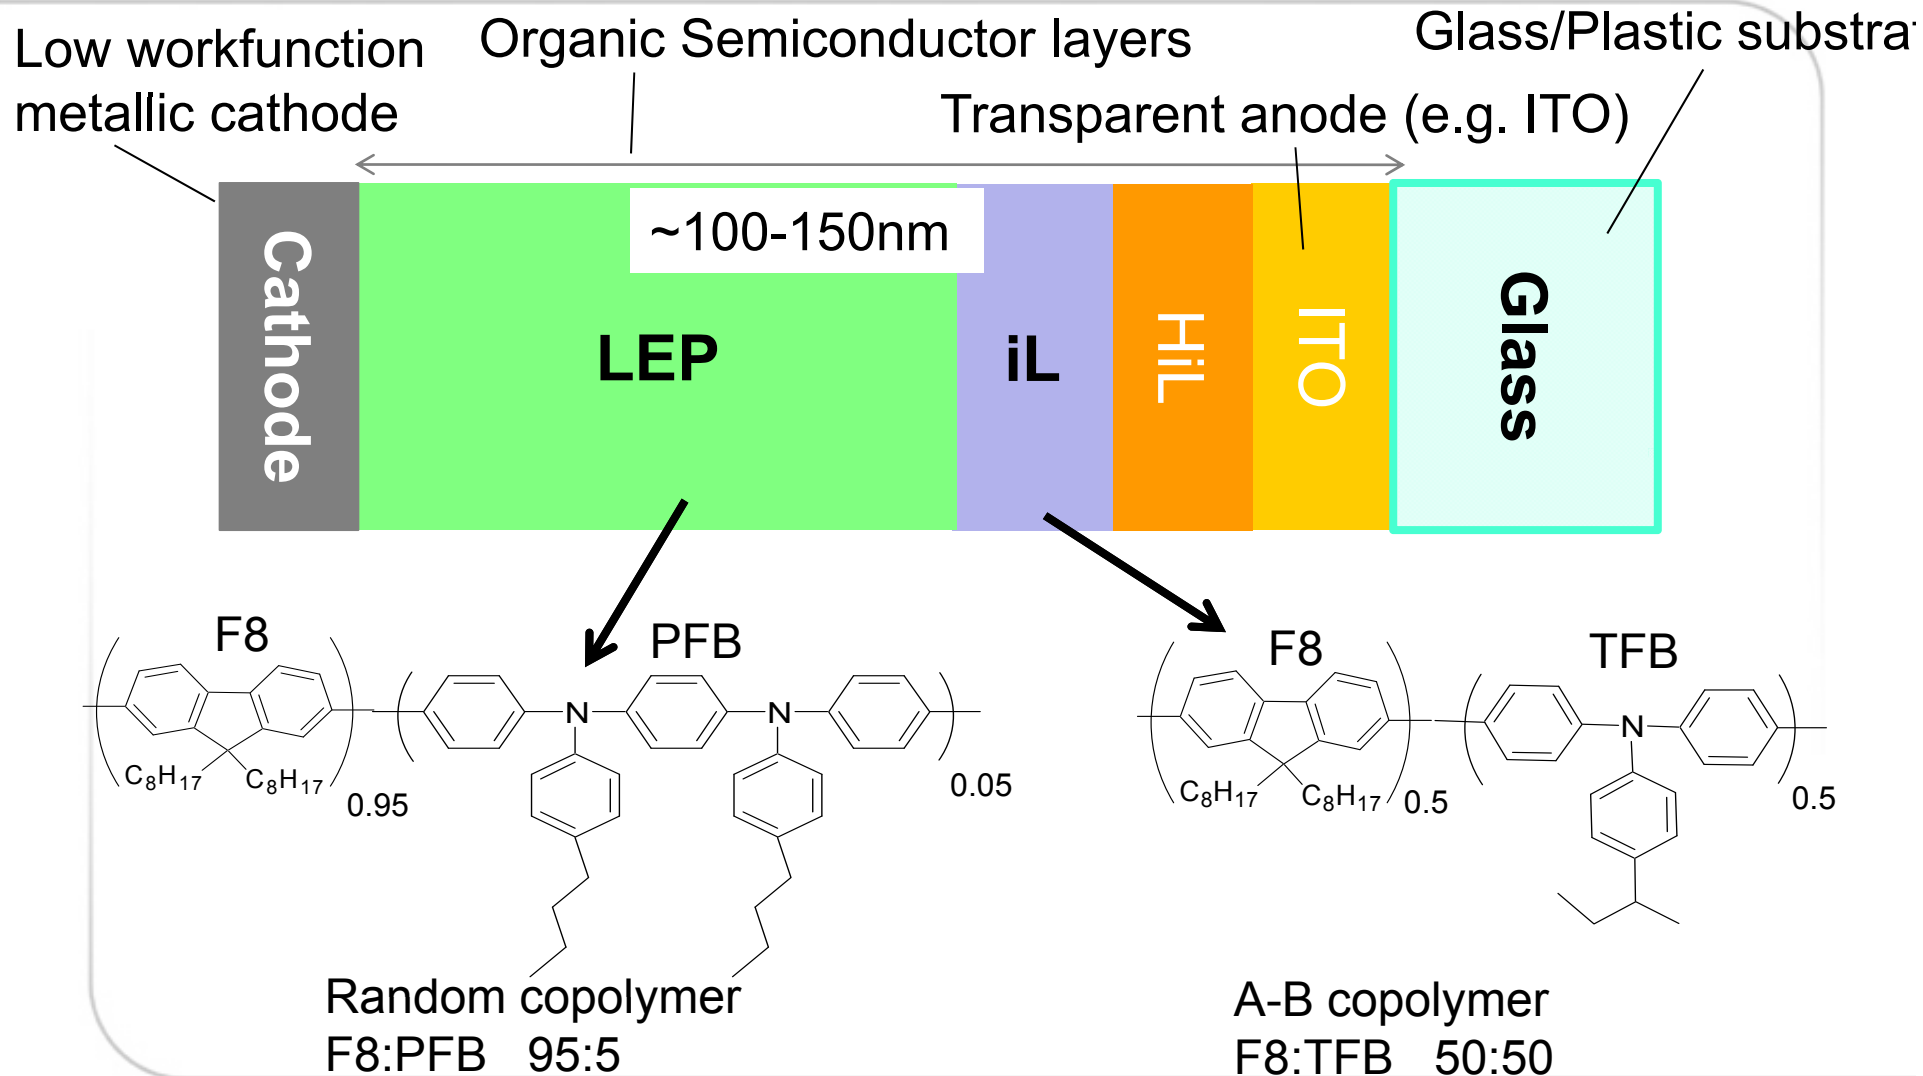 Low workfunction
metallic cathode
Organic Semiconductor layers
Glass/Plastic substrat
Transparent anode (e.g. ITO)
~100-150nm
Cathode
LEP
iL
HiL
ITO
Glass
F8
PFB
N
N
C₈H₁₇
C₈H₁₇
0.95
0.05
F8
TFB
N
C₈H₁₇
C₈H₁₇
0.5
0.5
Random copolymer
F8:PFB 95:5
A-B copolymer
F8:TFB 50:50